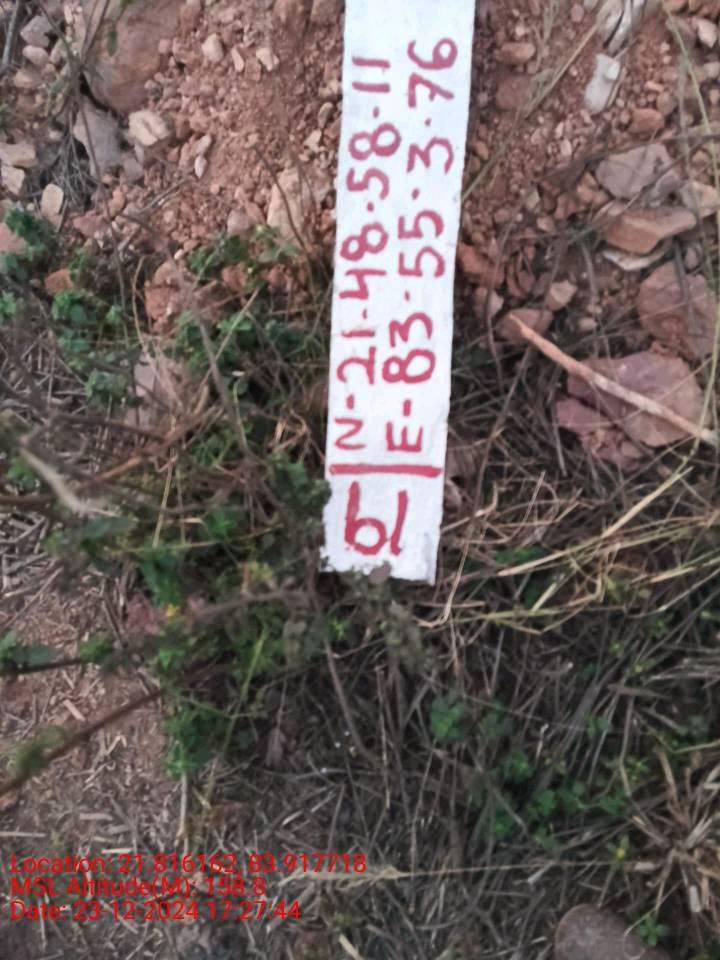 N-21.48.58.11
E-83.55.3.76
Location: 21.816162, 83.917718
MSL Altitude(M): 158.8
Date: 23-12-2024 17:27:44